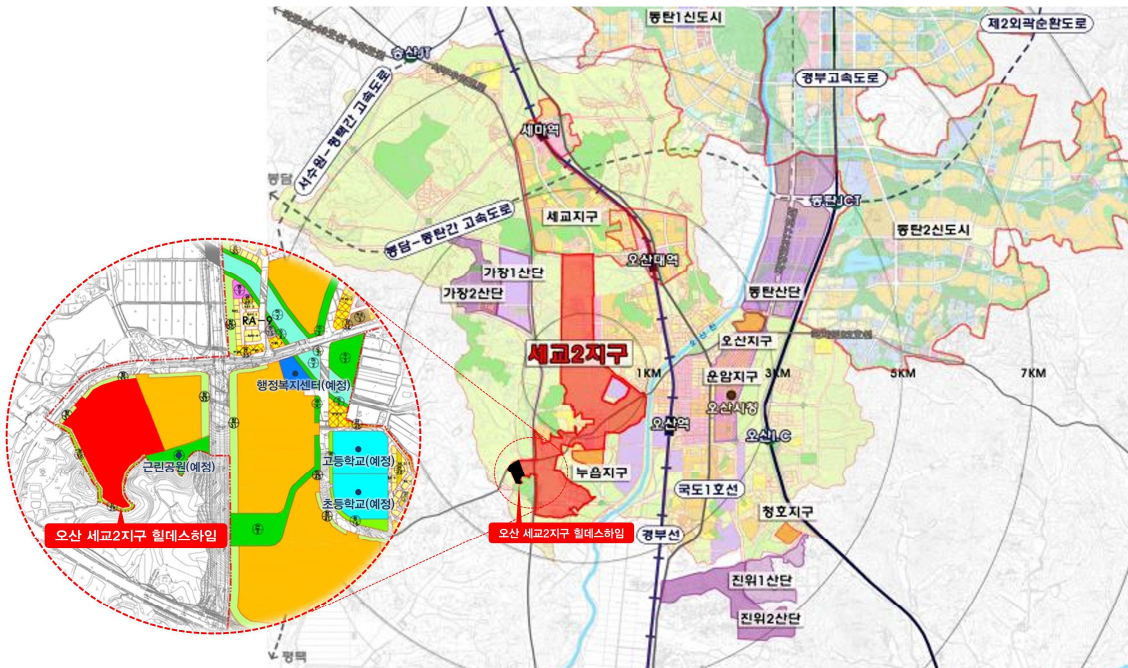 동탄1신도시
제2외곽순환도로
송산JT
경부고속도로
서수원-평택간 고속도로
세마역
봉담
동탄JCT
봉담-동탄간 고속도로
세교지구
동탄2신도시
오산대역
가장1산단
가장2산단
동탄산단
오산천
오산지구
세교2지구
1KM
운암지구
3KM
5KM
7KM
오산시청
오산역
오산I.C
누읍지구
국도1호선
청호지구
오산 세교2지구 힐데스하임
경부선
진위1산단
진위2산단
평택
RA-9
행정복지센터(예정)
근린공원(예정)
고등학교(예정)
초등학교(예정)
오산 세교2지구 힐데스하임